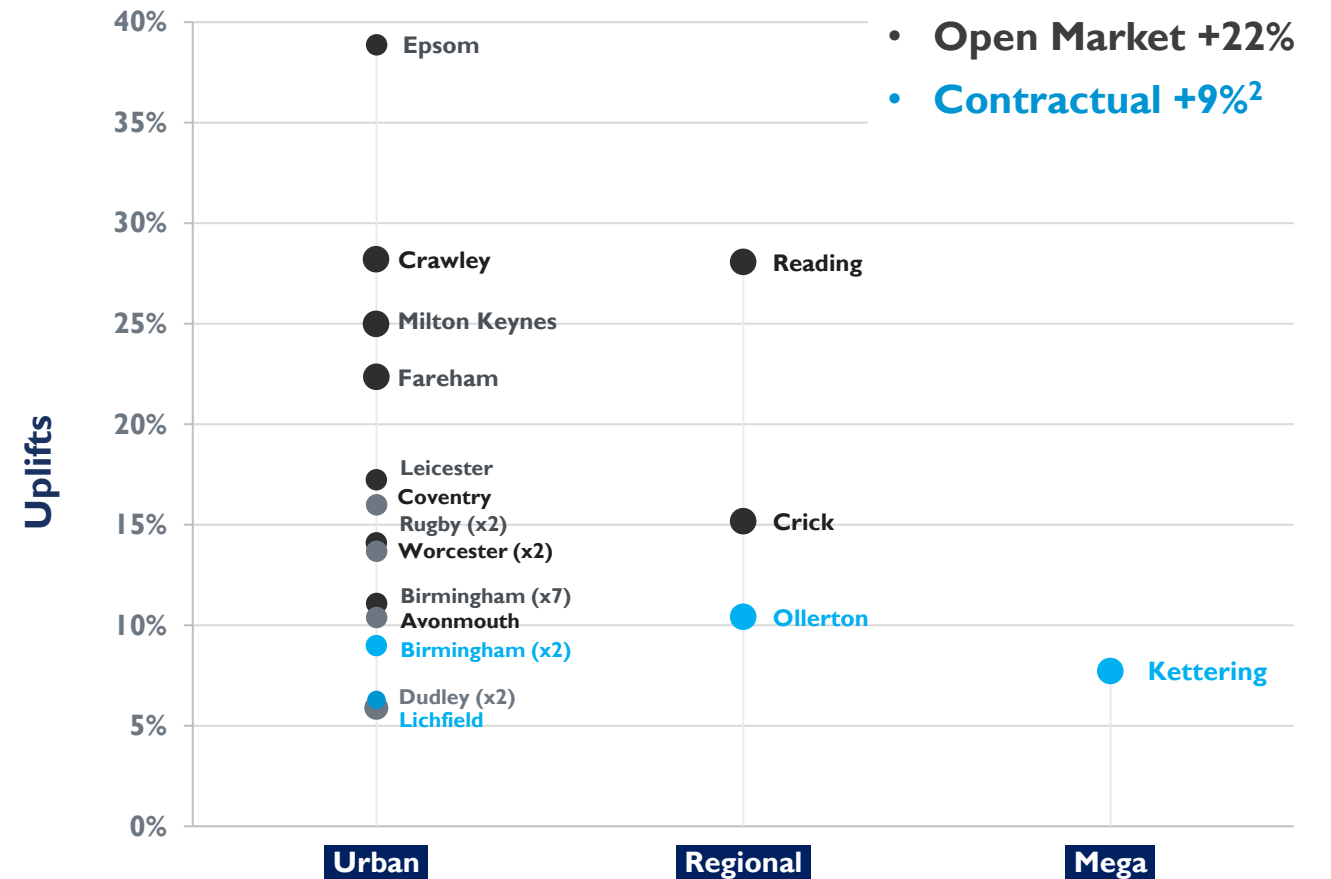 • Open Market +22%
• Contractual +9%²
Uplifts
40%
35%
30%
25%
20%
15%
10%
5%
0%
Epsom
Crawley
Milton Keynes
Fareham
Leicester
Coventry
Rugby (x2)
Worcester (x2)
Birmingham (x7)
Avonmouth
Birmingham (x2)
Dudley (x2)
Lichfield
Reading
Crick
Ollerton
Kettering
Urban
Regional
Mega